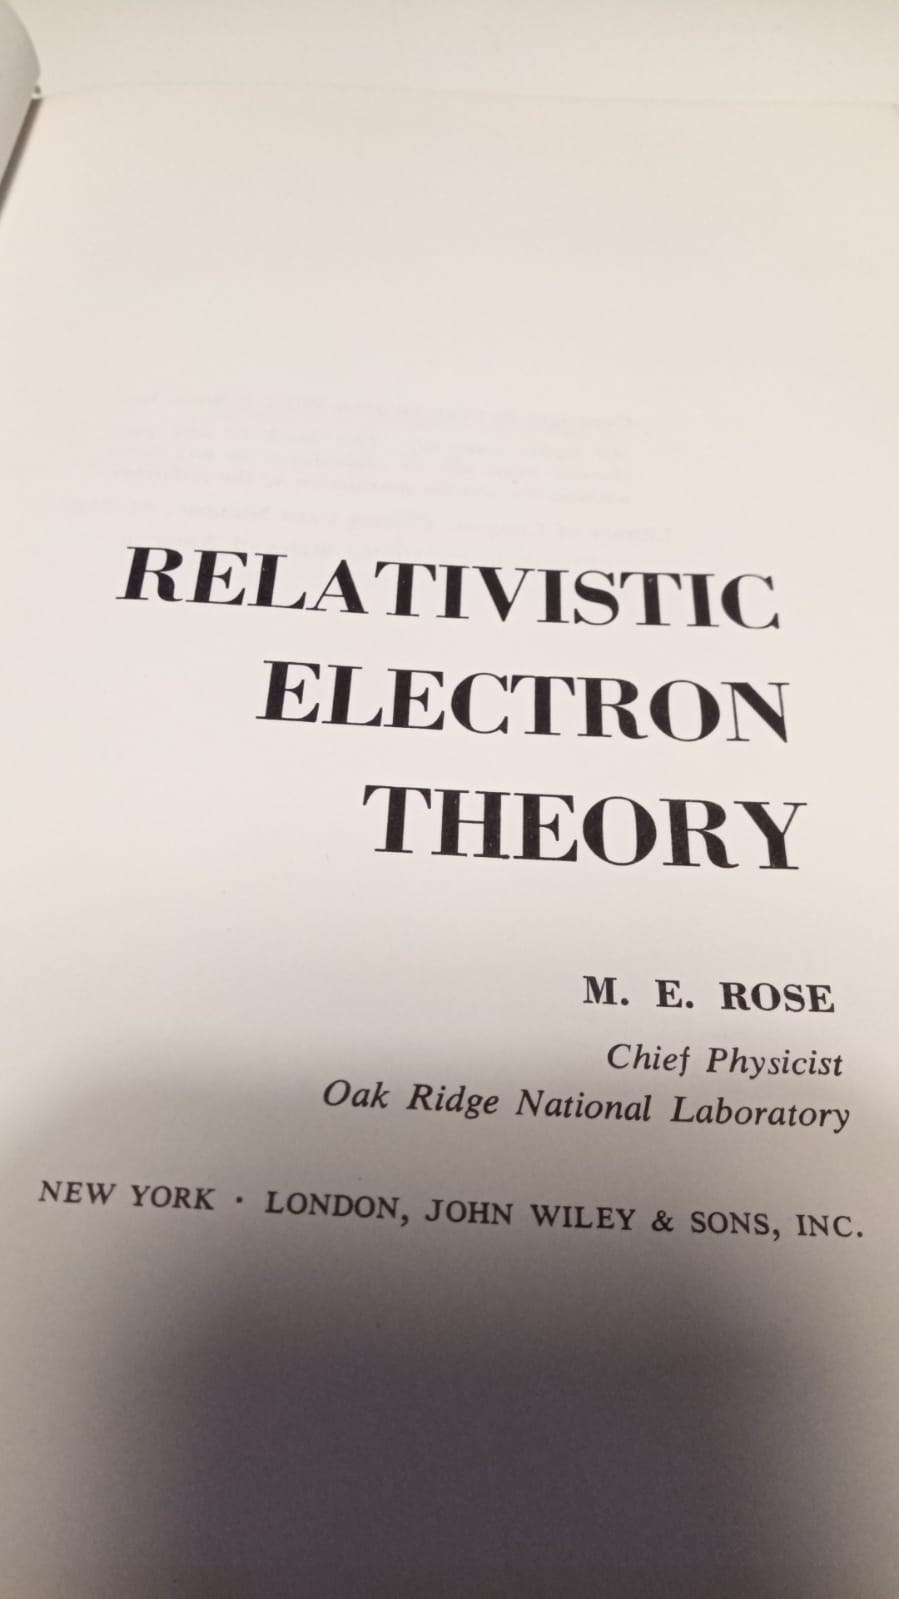 RELATIVISTIC
ELECTRON
THEORY
M. E. ROSE
Chief Physicist
Oak Ridge National Laboratory
NEW YORK · LONDON, JOHN WILEY & SONS, INC.